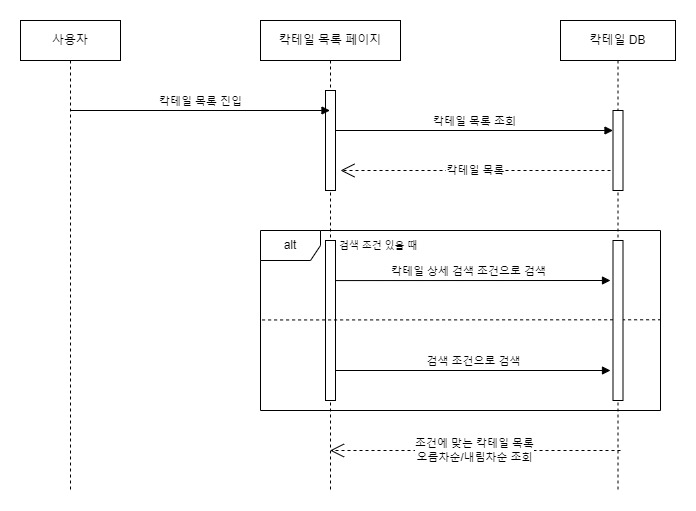 사용자
칵테일 목록 페이지
칵테일 DB
칵테일 목록 진입
칵테일 목록 조회
칵테일 목록
alt
검색 조건 있을 때
칵테일 상세 검색 조건으로 검색
검색 조건으로 검색
조건에 맞는 칵테일 목록
오름차순/내림차순 조회